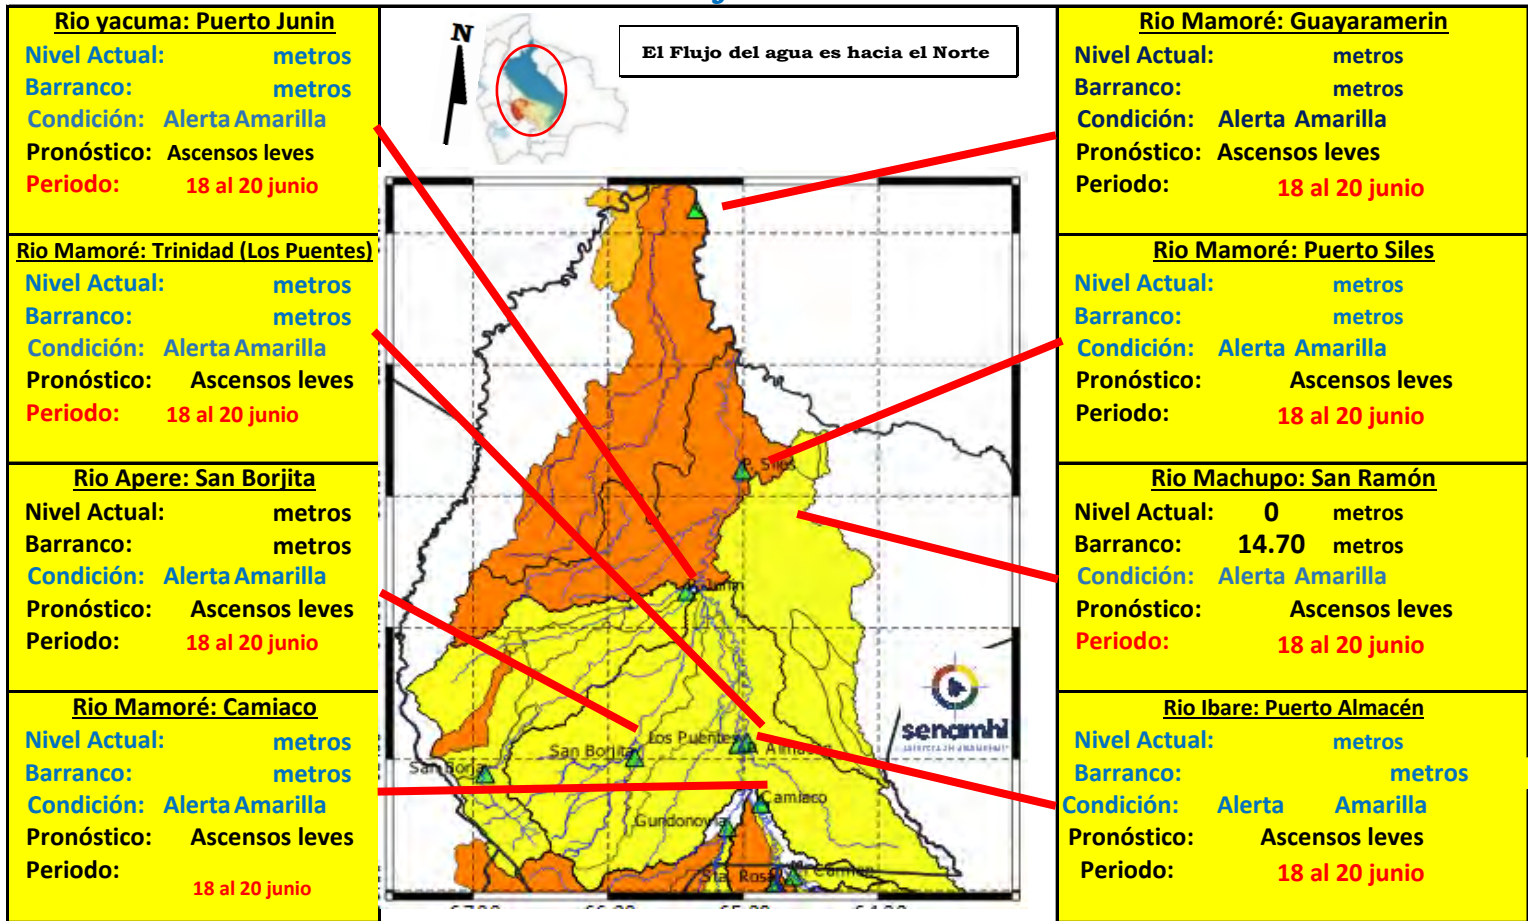 Rio yacuma: Puerto Junin
Nivel Actual: metros
Barranco: metros
Condición: Alerta Amarilla
Pronóstico: Ascensos leves
Periodo: 18 al 20 junio
Rio Mamoré: Trinidad (Los Puentes)
Nivel Actual: metros
Barranco: metros
Condición: Alerta Amarilla
Pronóstico: Ascensos leves
Periodo: 18 al 20 junio
Rio Apere: San Borjita
Nivel Actual: metros
Barranco: metros
Condición: Alerta Amarilla
Pronóstico: Ascensos leves
Periodo: 18 al 20 junio
Rio Mamoré: Camiaco
Nivel Actual: metros
Barranco: metros
Condición: Alerta Amarilla
Pronóstico: Ascensos leves
Periodo:
18 al 20 junio
N
El Flujo del agua es hacia el Norte
P. Siles
Junin
Los Puentes
P. Almacén
San Borjita
San Borja
Camiaco
Gundonovia
Sta. Rosa
Carmen
senamhi
Rio Mamoré: Guayaramerin
Nivel Actual: metros
Barranco: metros
Condición: Alerta Amarilla
Pronóstico: Ascensos leves
Periodo: 18 al 20 junio
Rio Mamoré: Puerto Siles
Nivel Actual: metros
Barranco: metros
Condición: Alerta Amarilla
Pronóstico: Ascensos leves
Periodo: 18 al 20 junio
Rio Machupo: San Ramón
Nivel Actual: 0 metros
Barranco: 14.70 metros
Condición: Alerta Amarilla
Pronóstico: Ascensos leves
Periodo: 18 al 20 junio
Rio Ibare: Puerto Almacén
Nivel Actual: metros
Barranco: metros
Condición: Alerta Amarilla
Pronóstico: Ascensos leves
Periodo: 18 al 20 junio